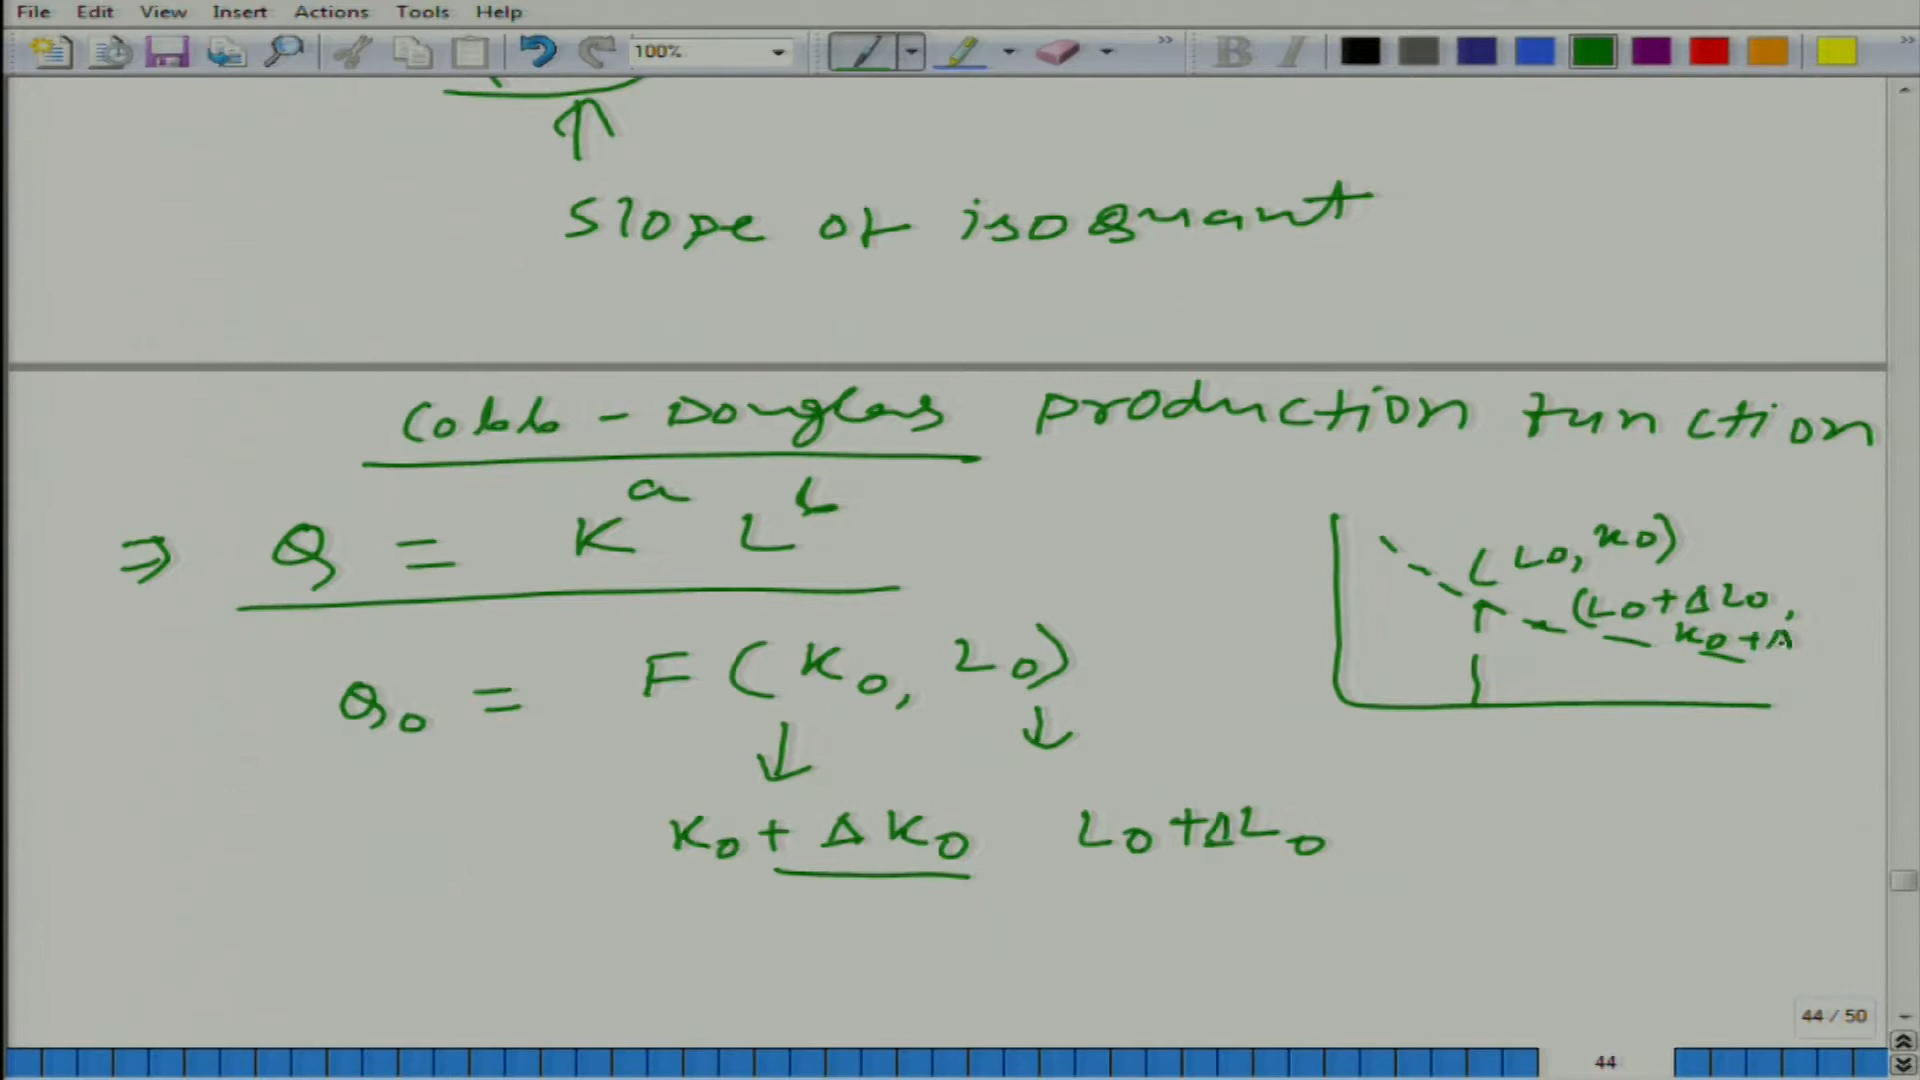 File Edit View Insert Actions Tools Help
100%
B I
Slope of isoquant
Cobb - Douglas production function
⇒ Q = K^a L^b
(L0, K0)
(L0+ΔL0,
K0+Δ
Q0 = F(K0, L0)
↓ ↓
K0+ΔK0 L0+ΔL0
44 / 50
44